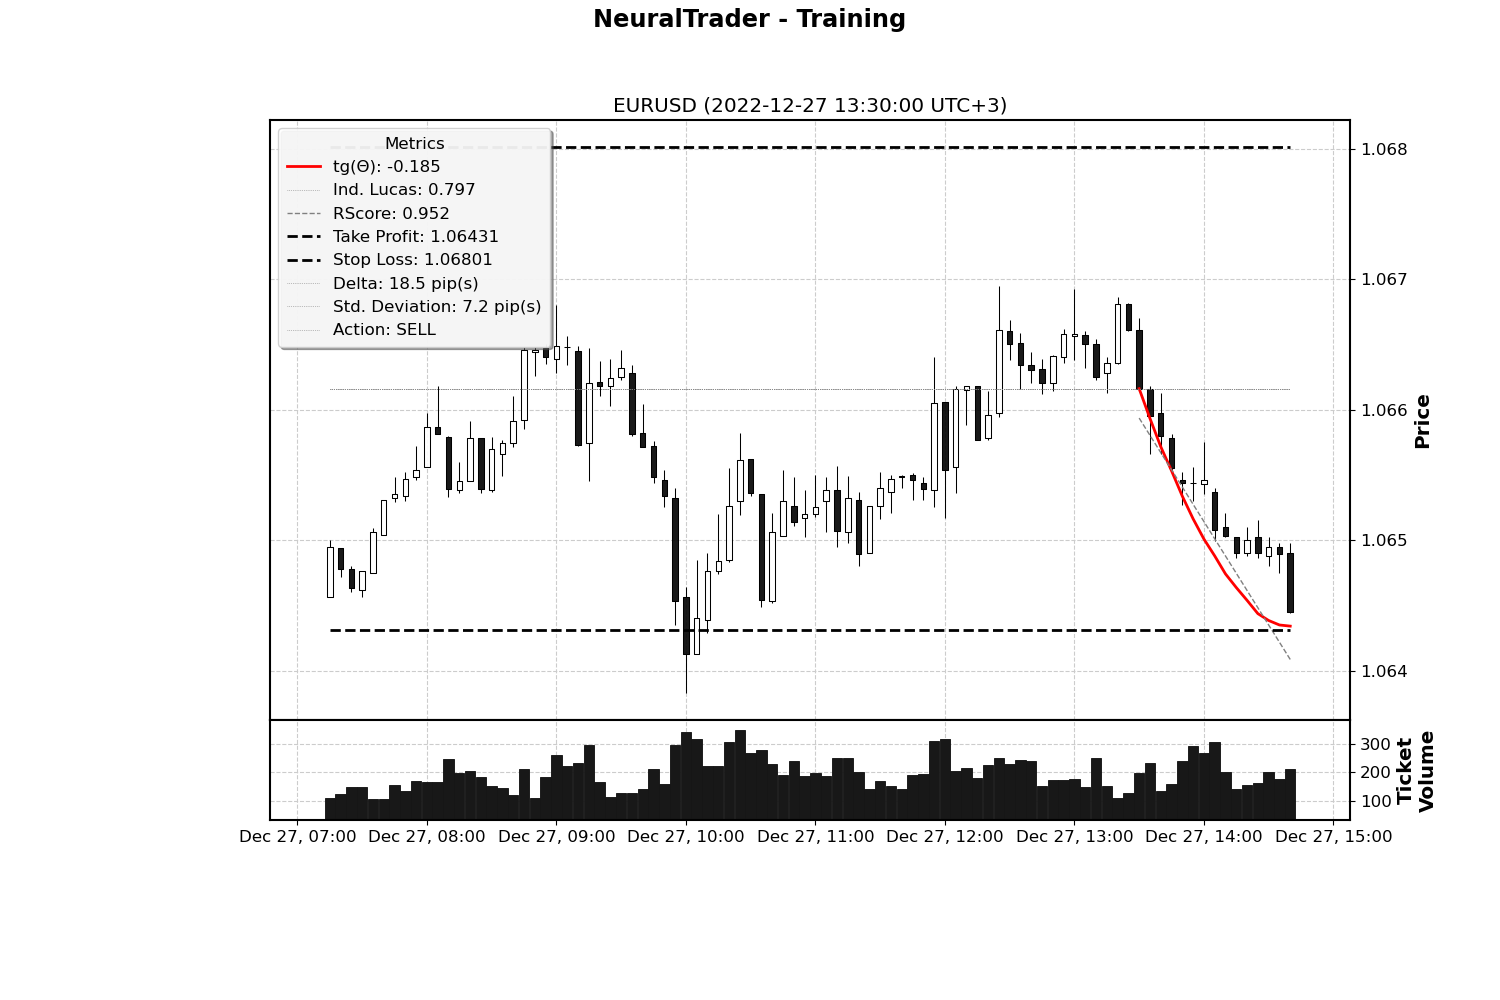 NeuralTrader - Training
EURUSD (2022-12-27 13:30:00 UTC+3)
Metrics
tg(Θ): -0.185
Ind. Lucas: 0.797
RScore: 0.952
Take Profit: 1.06431
Stop Loss: 1.06801
Delta: 18.5 pip(s)
Std. Deviation: 7.2 pip(s)
Action: SELL
1.068
1.067
1.066
1.065
1.064
Price
300
200
100
Ticket
Volume
Dec 27, 07:00
Dec 27, 08:00
Dec 27, 09:00
Dec 27, 10:00
Dec 27, 11:00
Dec 27, 12:00
Dec 27, 13:00
Dec 27, 14:00
Dec 27, 15:00